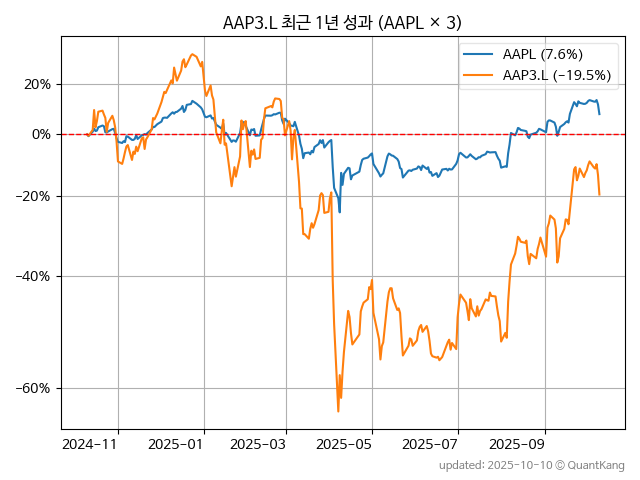 AAP3.L 최근 1년 성과 (AAPL × 3)
AAPL (7.6%)
AAP3.L (−19.5%)
20%
0%
−20%
−40%
−60%
2024-11
2025-01
2025-03
2025-05
2025-07
2025-09
updated: 2025-10-10 © QuantKang